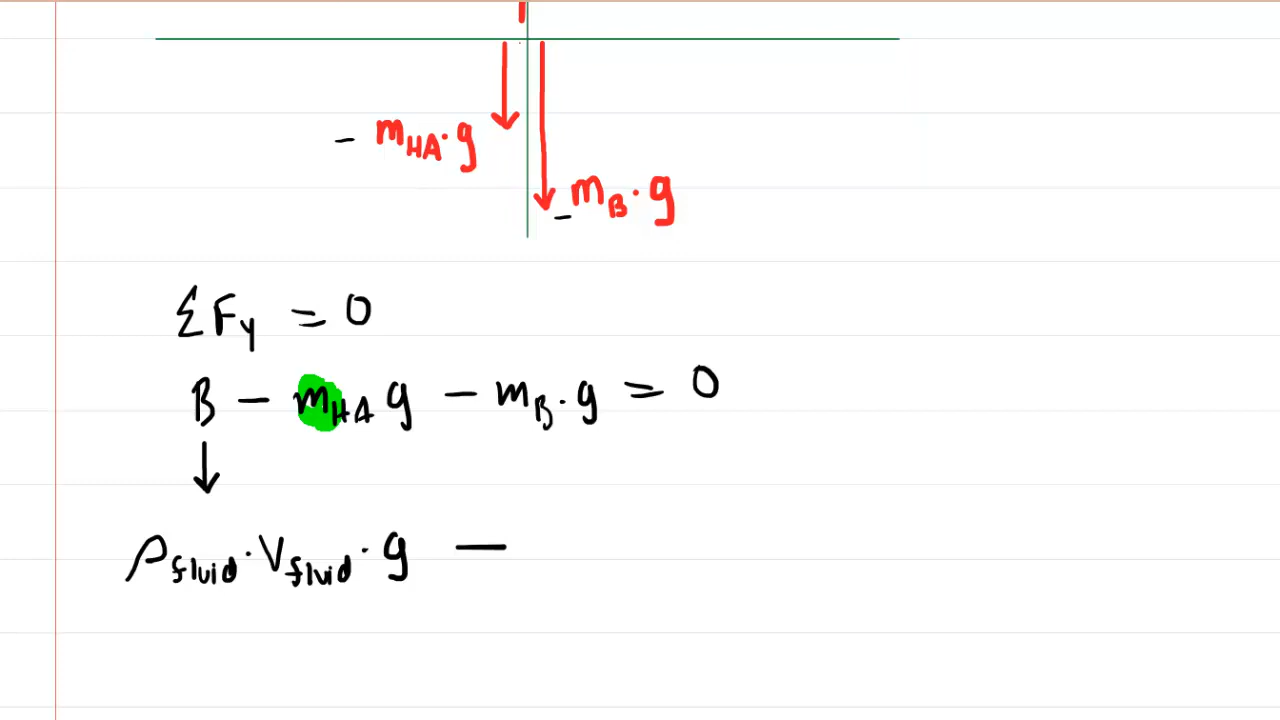 - m_HA · g
- m_B · g
ΣF_y = 0
B - m_HA g - m_B · g = 0
↓
ρ_fluid · V_fluid · g -